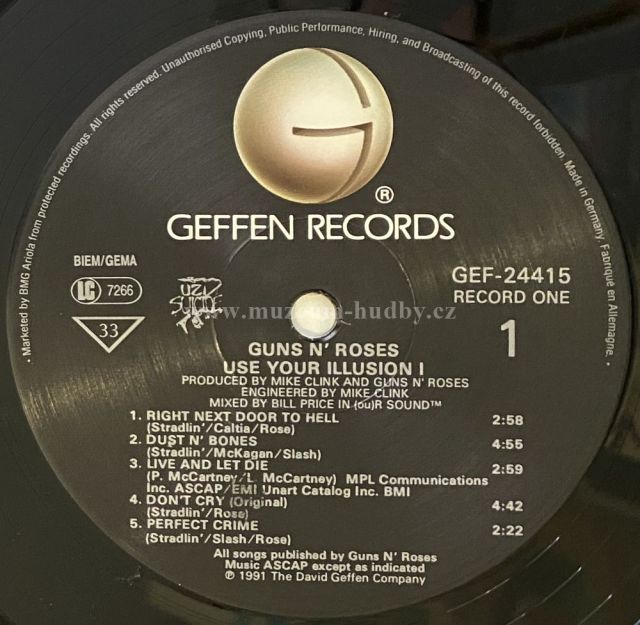 • Marketed by BMG Ariola from protected recordings. All rights reserved. Unauthorised Copying, Public Performance, Hiring, and Broadcasting of this record forbidden. Made in Germany. Fabriqué en Allemagne. •
G
®
GEFFEN RECORDS
BIEM/GEMA
LC 7266
33
UZI
SUICIDE
GEF-24415
RECORD ONE
1
www.muzeum-hudby.cz
GUNS N' ROSES
USE YOUR ILLUSION I
PRODUCED BY MIKE CLINK AND GUNS N' ROSES
ENGINEERED BY MIKE CLINK
MIXED BY BILL PRICE IN (ou)R SOUND™
1. RIGHT NEXT DOOR TO HELL 2:58
(Stradlin'/Caltia/Rose)
2. DUST N' BONES 4:55
(Stradlin'/McKagan/Slash)
3. LIVE AND LET DIE 2:59
(P. McCartney/L. McCartney) MPL Communications
Inc. ASCAP/EMI Unart Catalog Inc. BMI
4. DON'T CRY (Original) 4:42
(Stradlin'/Rose)
5. PERFECT CRIME 2:22
(Stradlin'/Slash/Rose)
All songs published by Guns N' Roses
Music ASCAP except as indicated
℗ 1991 The David Geffen Company